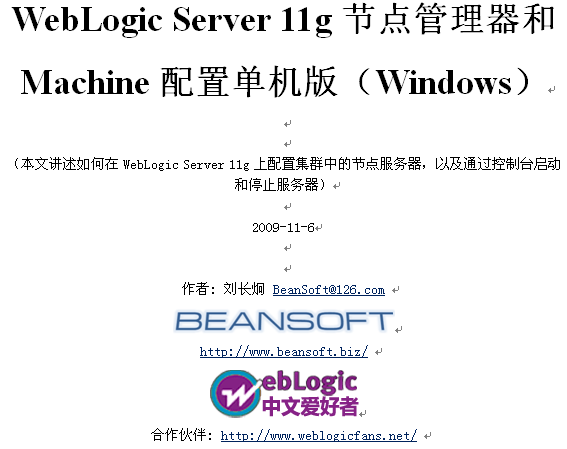 WebLogic Server 11g 节点管理器和
Machine 配置单机版（Windows）
（本文讲述如何在 WebLogic Server 11g 上配置集群中的节点服务器，以及通过控制台启动
和停止服务器）
2009-11-6
作者: 刘长炯 BeanSoft@126.com
BEANSOFT
http://www.beansoft.biz/
WebLogic
中文爱好者
合作伙伴: http://www.weblogicfans.net/